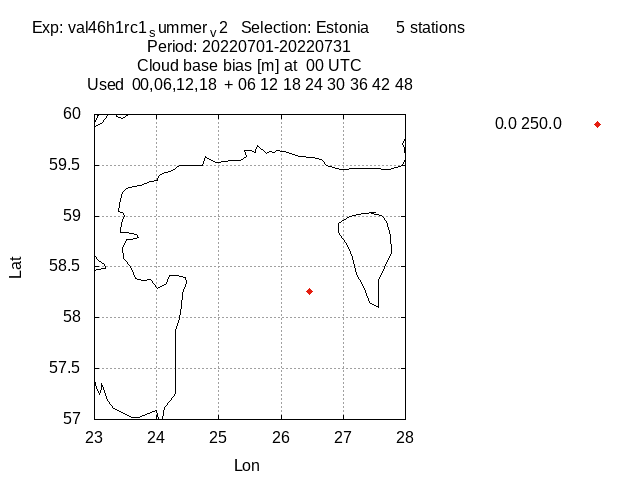 Exp: val46h1rc1summerv2   Selection: Estonia      5 stations
Period: 20220701-20220731
Cloud base bias [m] at  00 UTC
Used  00,06,12,18  + 06 12 18 24 30 36 42 48
0.0 250.0
60
59.5
59
58.5
58
57.5
57
Lat
23 24 25 26 27 28
Lon